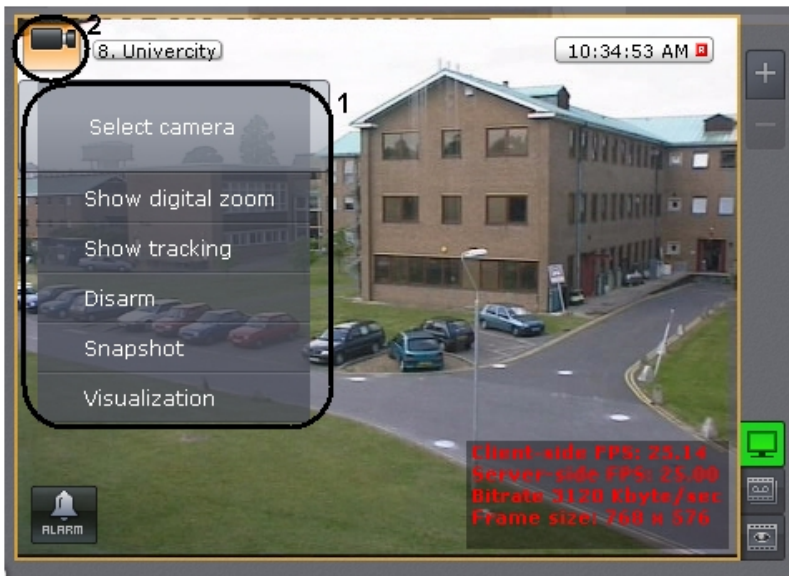 2
8. Univercity
10:34:53 AM R
1
Select camera
Show digital zoom
Show tracking
Disarm
Snapshot
Visualization
Client-side FPS: 25.14
Server-side FPS: 25.00
Bitrate 3120 Kbyte/sec
Frame size: 760 x 576
ALARM